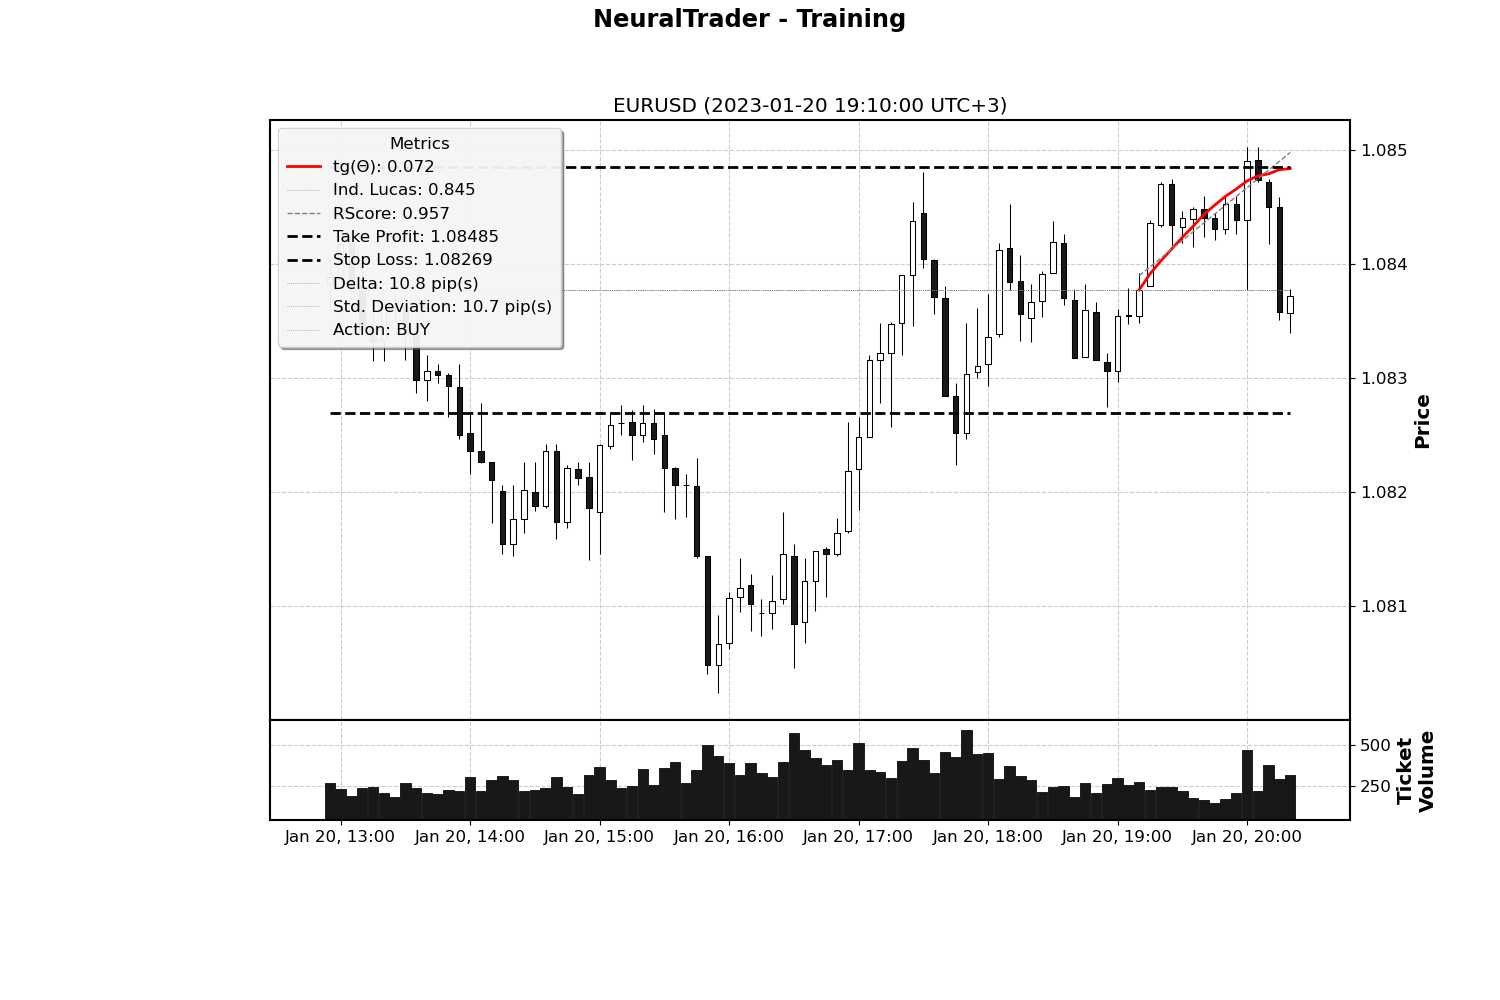 NeuralTrader - Training
EURUSD (2023-01-20 19:10:00 UTC+3)
Metrics
tg(Θ): 0.072
Ind. Lucas: 0.845
RScore: 0.957
Take Profit: 1.08485
Stop Loss: 1.08269
Delta: 10.8 pip(s)
Std. Deviation: 10.7 pip(s)
Action: BUY
1.085
1.084
1.083
1.082
1.081
Price
500
250
Ticket
Volume
Jan 20, 13:00
Jan 20, 14:00
Jan 20, 15:00
Jan 20, 16:00
Jan 20, 17:00
Jan 20, 18:00
Jan 20, 19:00
Jan 20, 20:00